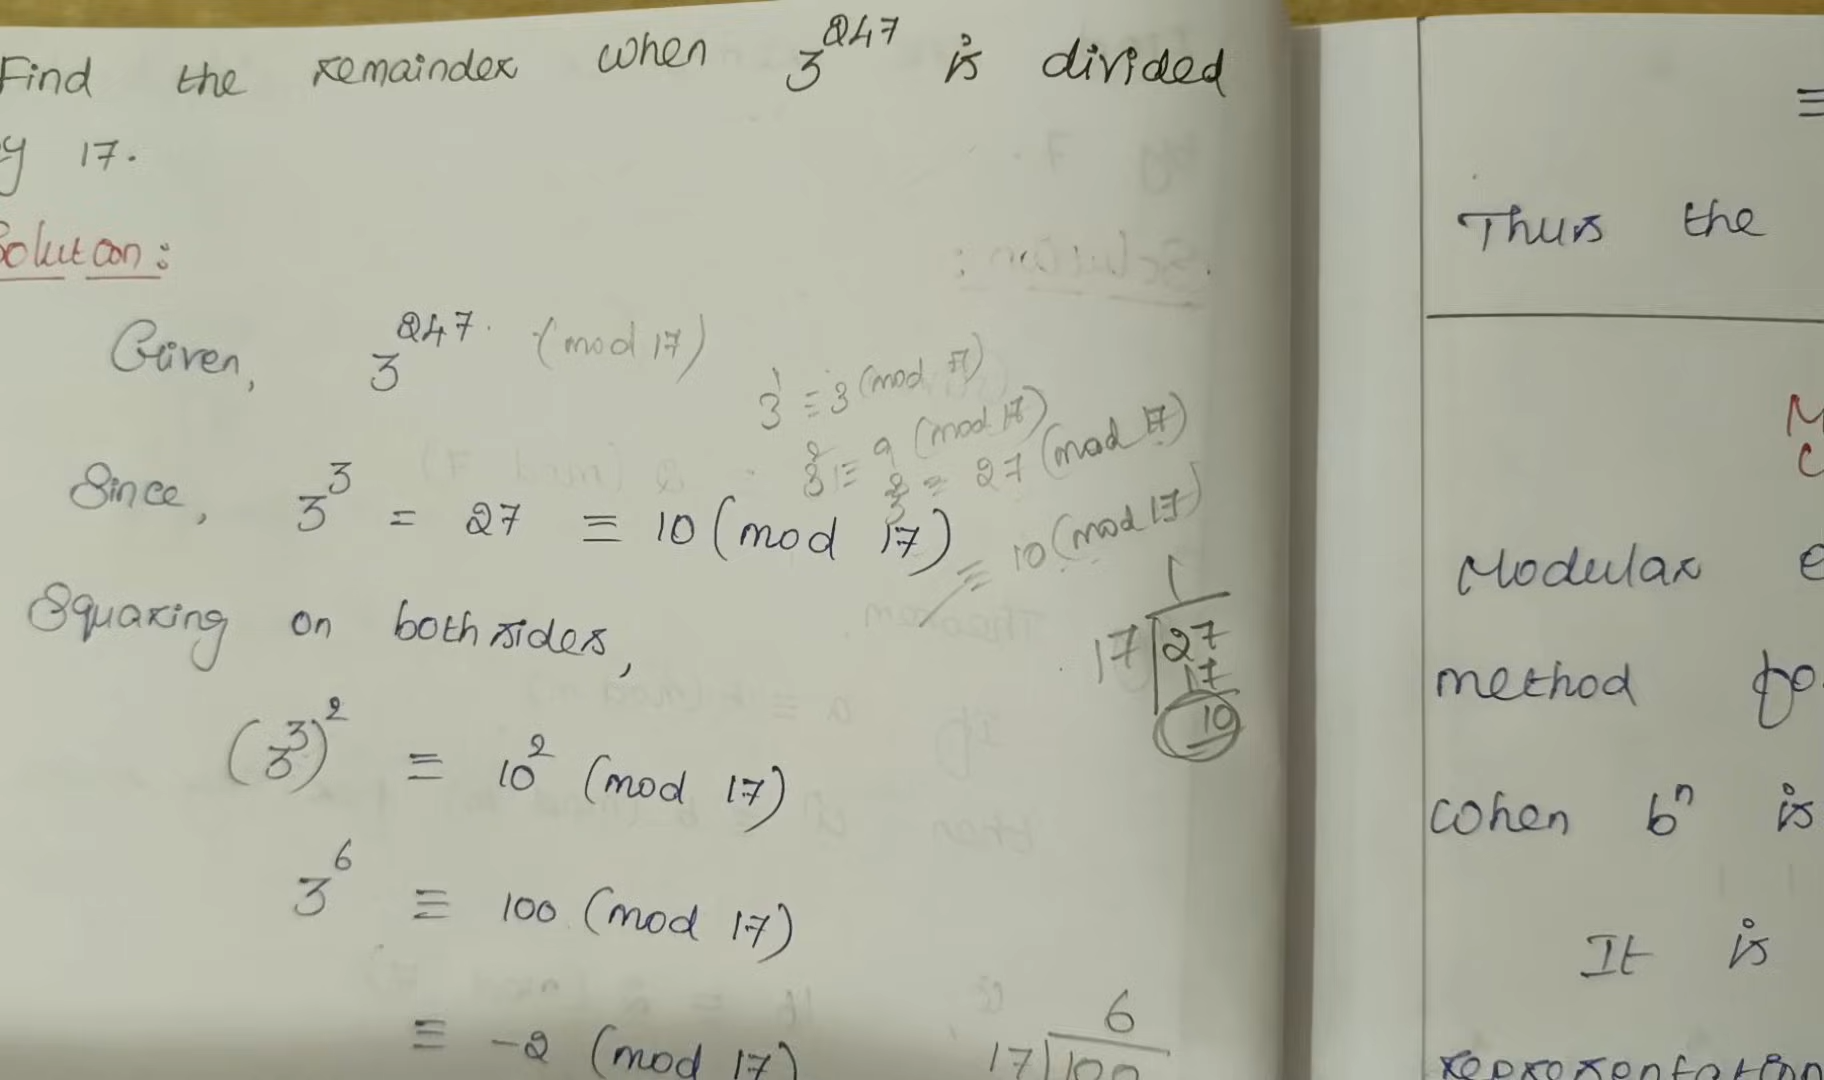 Find the remainder when 3^247 is divided
17.
Solution:
Given, 3^247 (mod 17)
3^1 ≡ 3 (mod 17)
3^2 ≡ 9 (mod 17)
3^3 ≡ 27 (mod 17)
≡ 10 (mod 17)
Since, 3^3 = 27 ≡ 10 (mod 17)
1
17 27
17
10
Squaring on both sides,
(3^3)^2 ≡ 10^2 (mod 17)
3^6 ≡ 100 (mod 17)
≡ -2 (mod 17)
6
17 100
≡
Thus the
Modular
method
when b^n is
It is